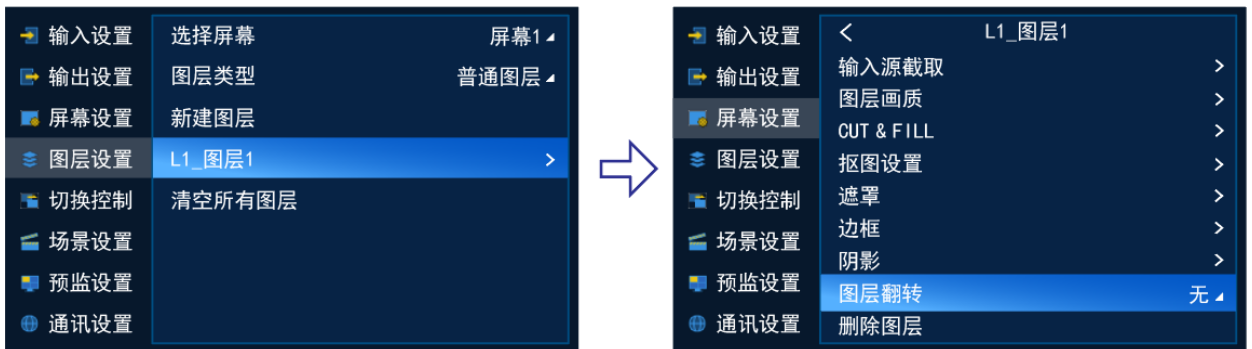 输入设置
输出设置
屏幕设置
图层设置
切换控制
场景设置
预监设置
通讯设置
选择屏幕 屏幕1
图层类型 普通图层
新建图层
L1_图层1
清空所有图层
输入设置
输出设置
屏幕设置
图层设置
切换控制
场景设置
预监设置
通讯设置
L1_图层1
输入源截取
图层画质
CUT & FILL
抠图设置
遮罩
边框
阴影
图层翻转 无
删除图层